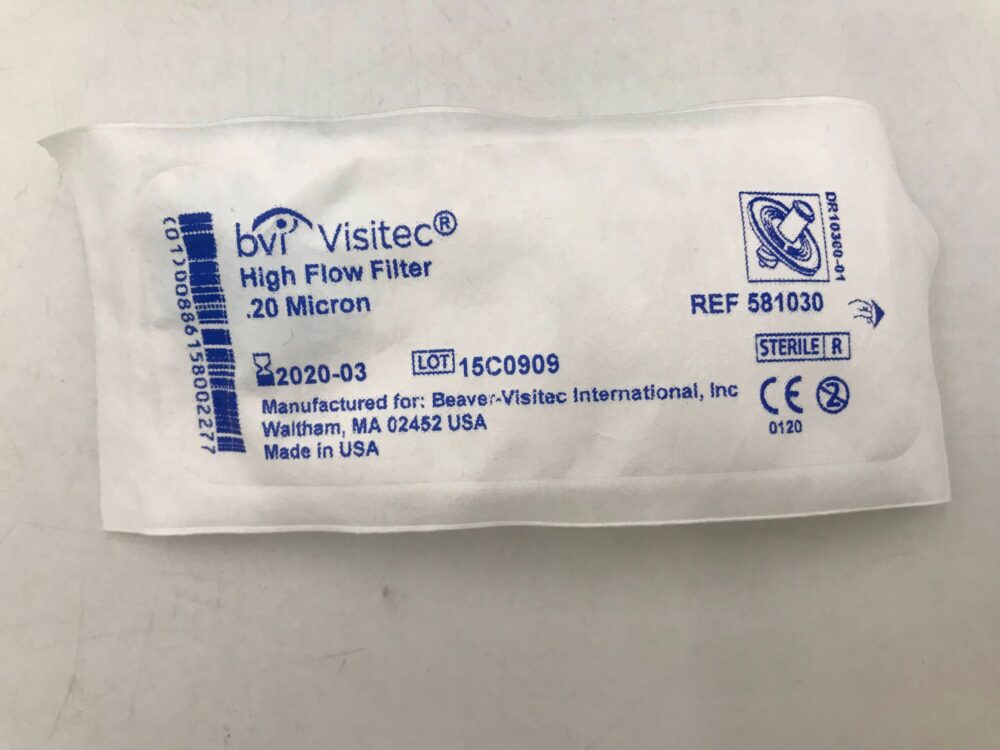 (01)00886158002277
bvi Visitec®
High Flow Filter
.20 Micron
2020-03 LOT 15C0909
Manufactured for: Beaver-Visitec International, Inc
Waltham, MA 02452 USA
Made in USA
DR10300-01
REF 581030
STERILE R
CE 2
0120